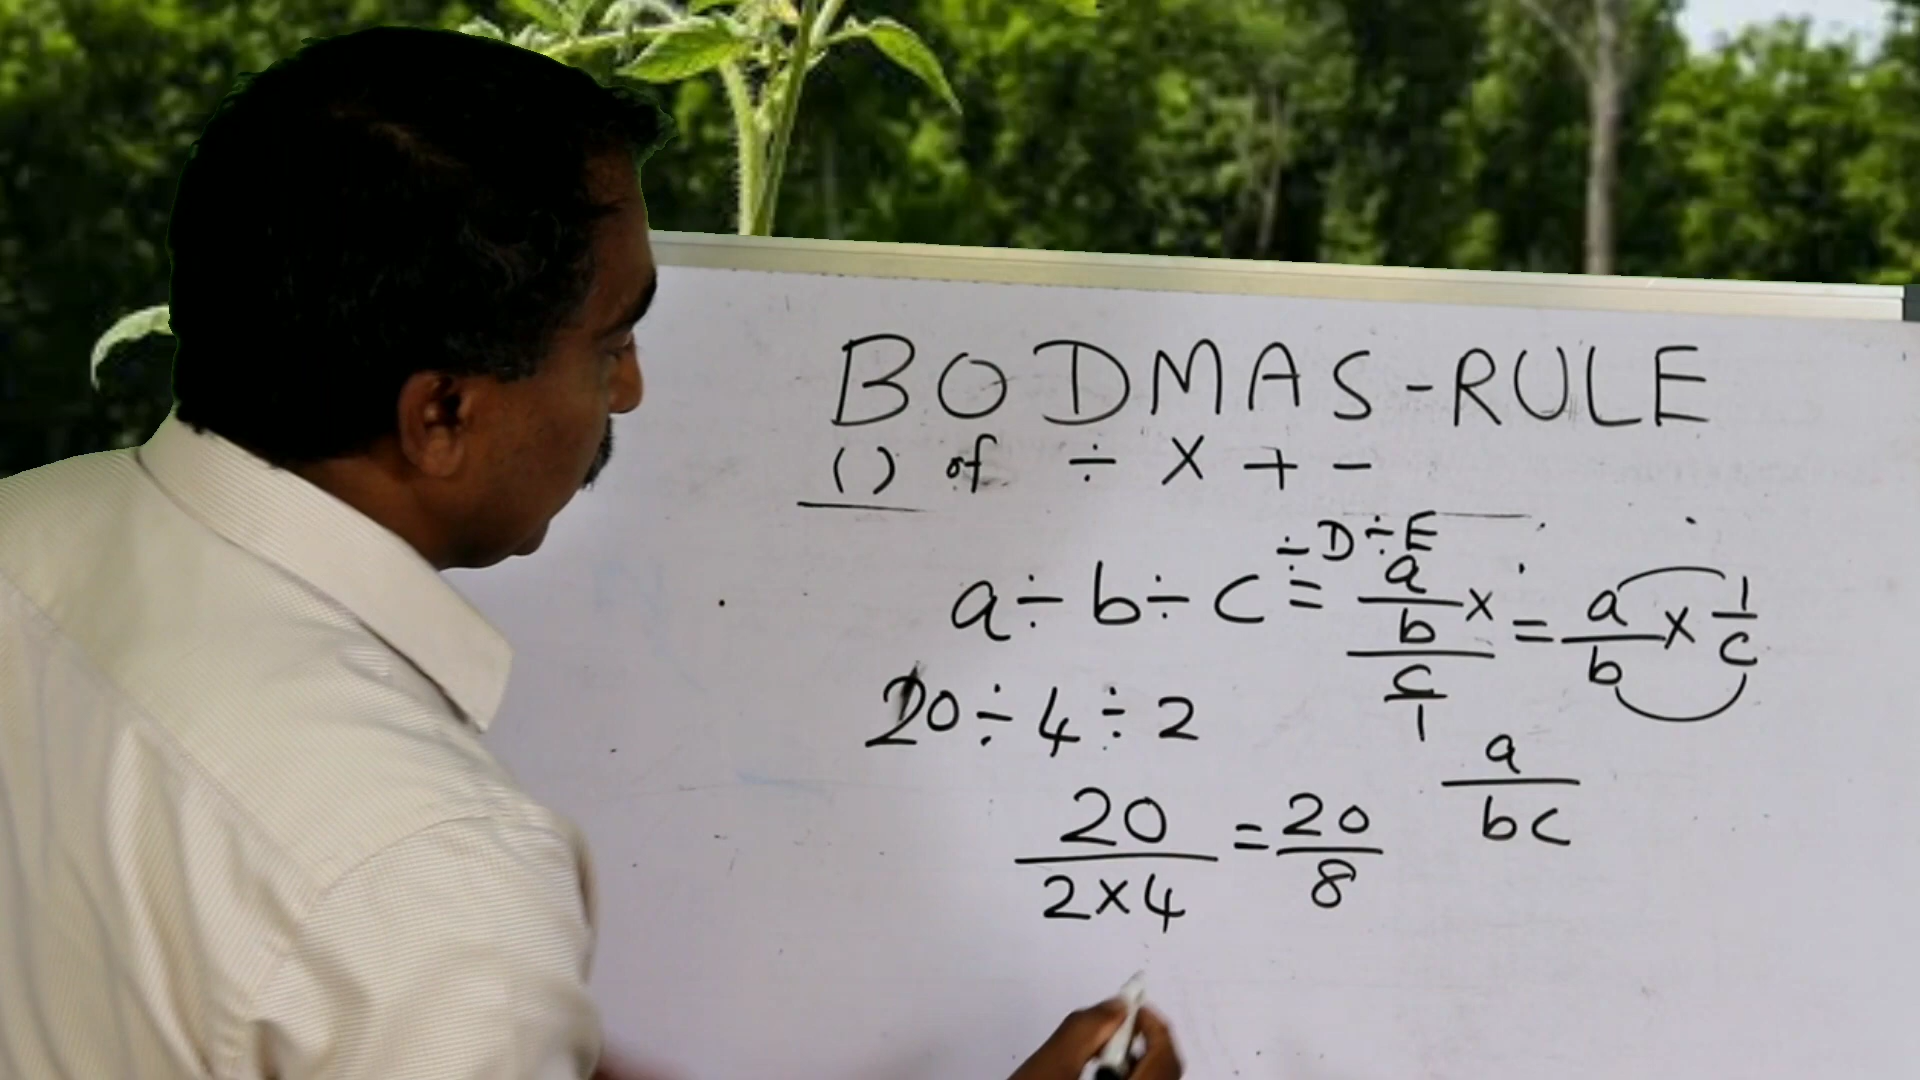 BODMAS-RULE
() of ÷ × + -
÷D÷E
a ÷ b ÷ c = a/b × / c/1 = a/b × 1/c
20 ÷ 4 ÷ 2
a/bc
20/2×4 = 20/8